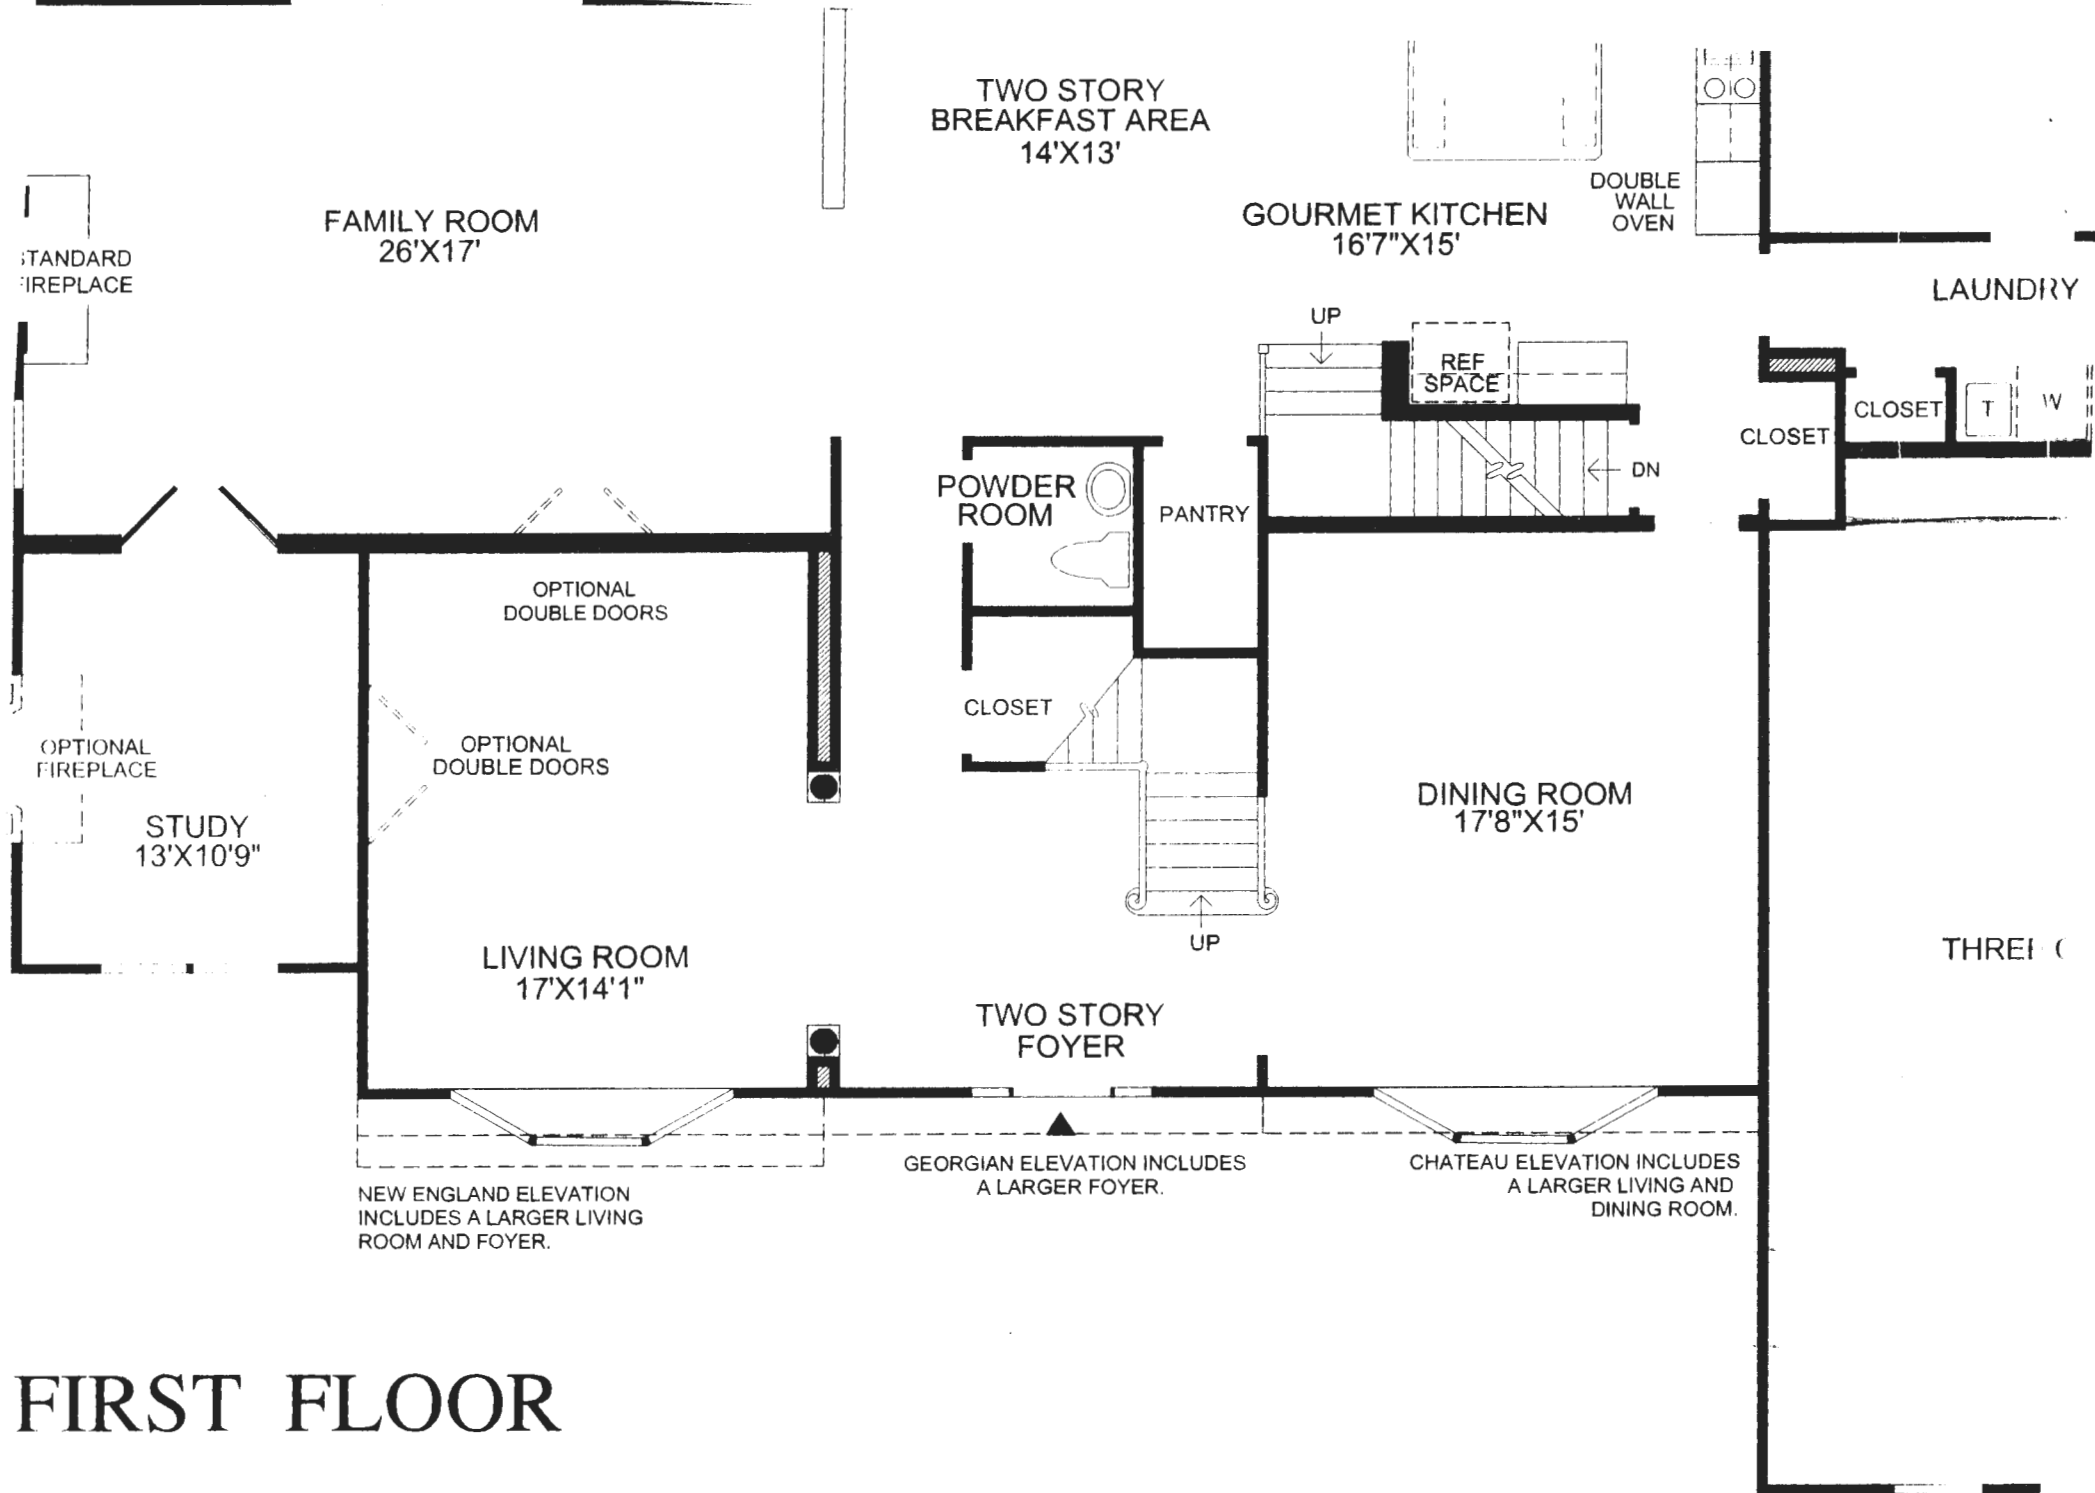 TWO STORY
BREAKFAST AREA
14'X13'
DOUBLE
WALL
OVEN
FAMILY ROOM
26'X17'
GOURMET KITCHEN
16'7"X15'
STANDARD
FIREPLACE
LAUNDRY
UP
REF
SPACE
CLOSET
T
W
CLOSET
DN
POWDER
ROOM
PANTRY
OPTIONAL
DOUBLE DOORS
CLOSET
OPTIONAL
FIREPLACE
OPTIONAL
DOUBLE DOORS
STUDY
13'X10'9"
DINING ROOM
17'8"X15'
UP
LIVING ROOM
17'X14'1"
TWO STORY
FOYER
GEORGIAN ELEVATION INCLUDES
A LARGER FOYER.
CHATEAU ELEVATION INCLUDES
A LARGER LIVING AND
DINING ROOM.
NEW ENGLAND ELEVATION
INCLUDES A LARGER LIVING
ROOM AND FOYER.
FIRST FLOOR